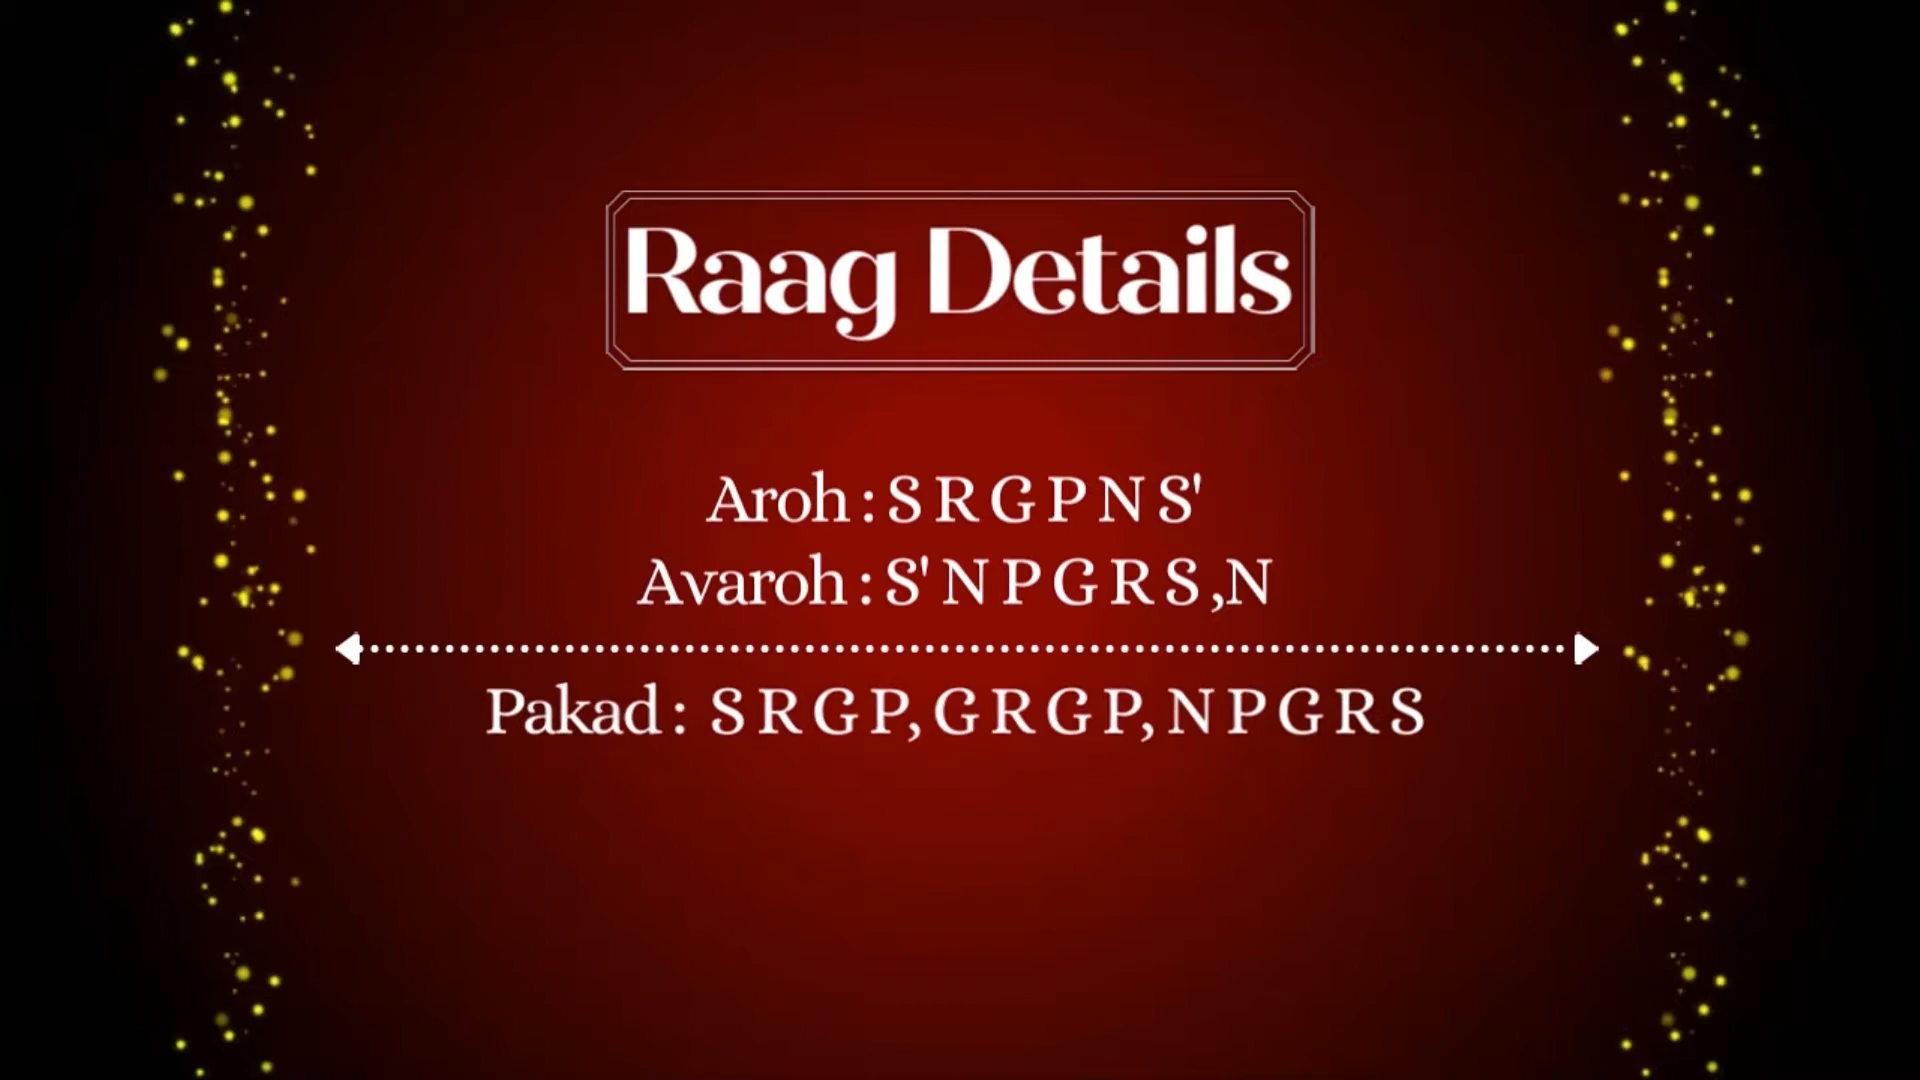 Raag Details
Aroh : S R G P N S'
Avaroh : S' N P G R S ,N
Pakad : S R G P, G R G P, N P G R S